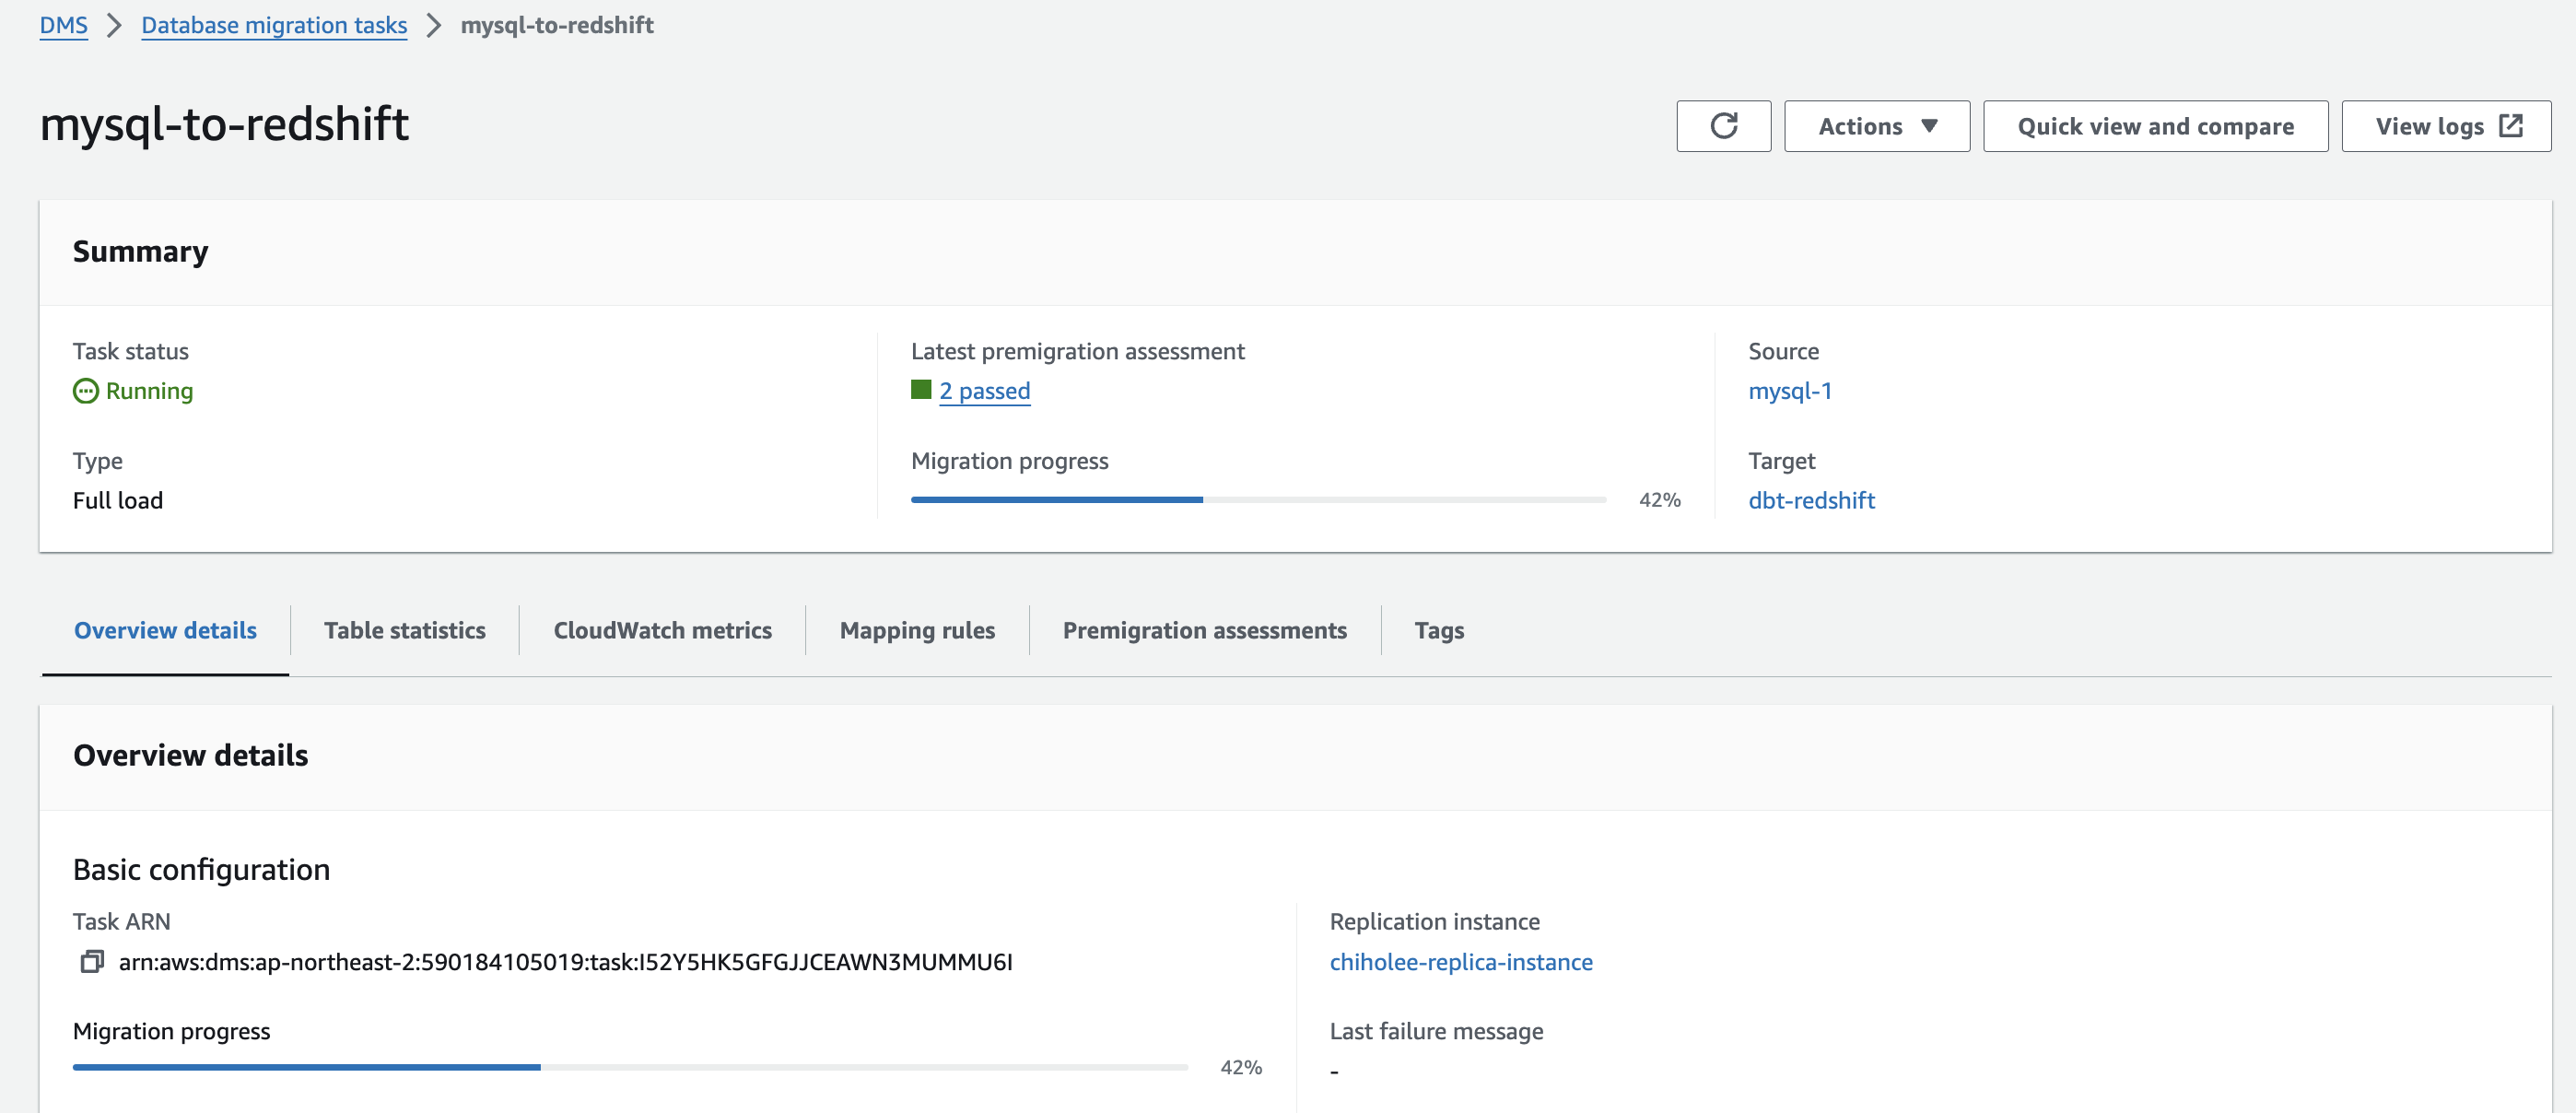 DMS > Database migration tasks > mysql-to-redshift
mysql-to-redshift
Actions
Quick view and compare
View logs
Summary
Task status
Running
Type
Full load
Latest premigration assessment
2 passed
Migration progress
42%
Source
mysql-1
Target
dbt-redshift
Overview details
Table statistics
CloudWatch metrics
Mapping rules
Premigration assessments
Tags
Overview details
Basic configuration
Task ARN
arn:aws:dms:ap-northeast-2:590184105019:task:I52Y5HK5GFGJJCEAWN3MUMMU6I
Migration progress
42%
Replication instance
chiholee-replica-instance
Last failure message
-